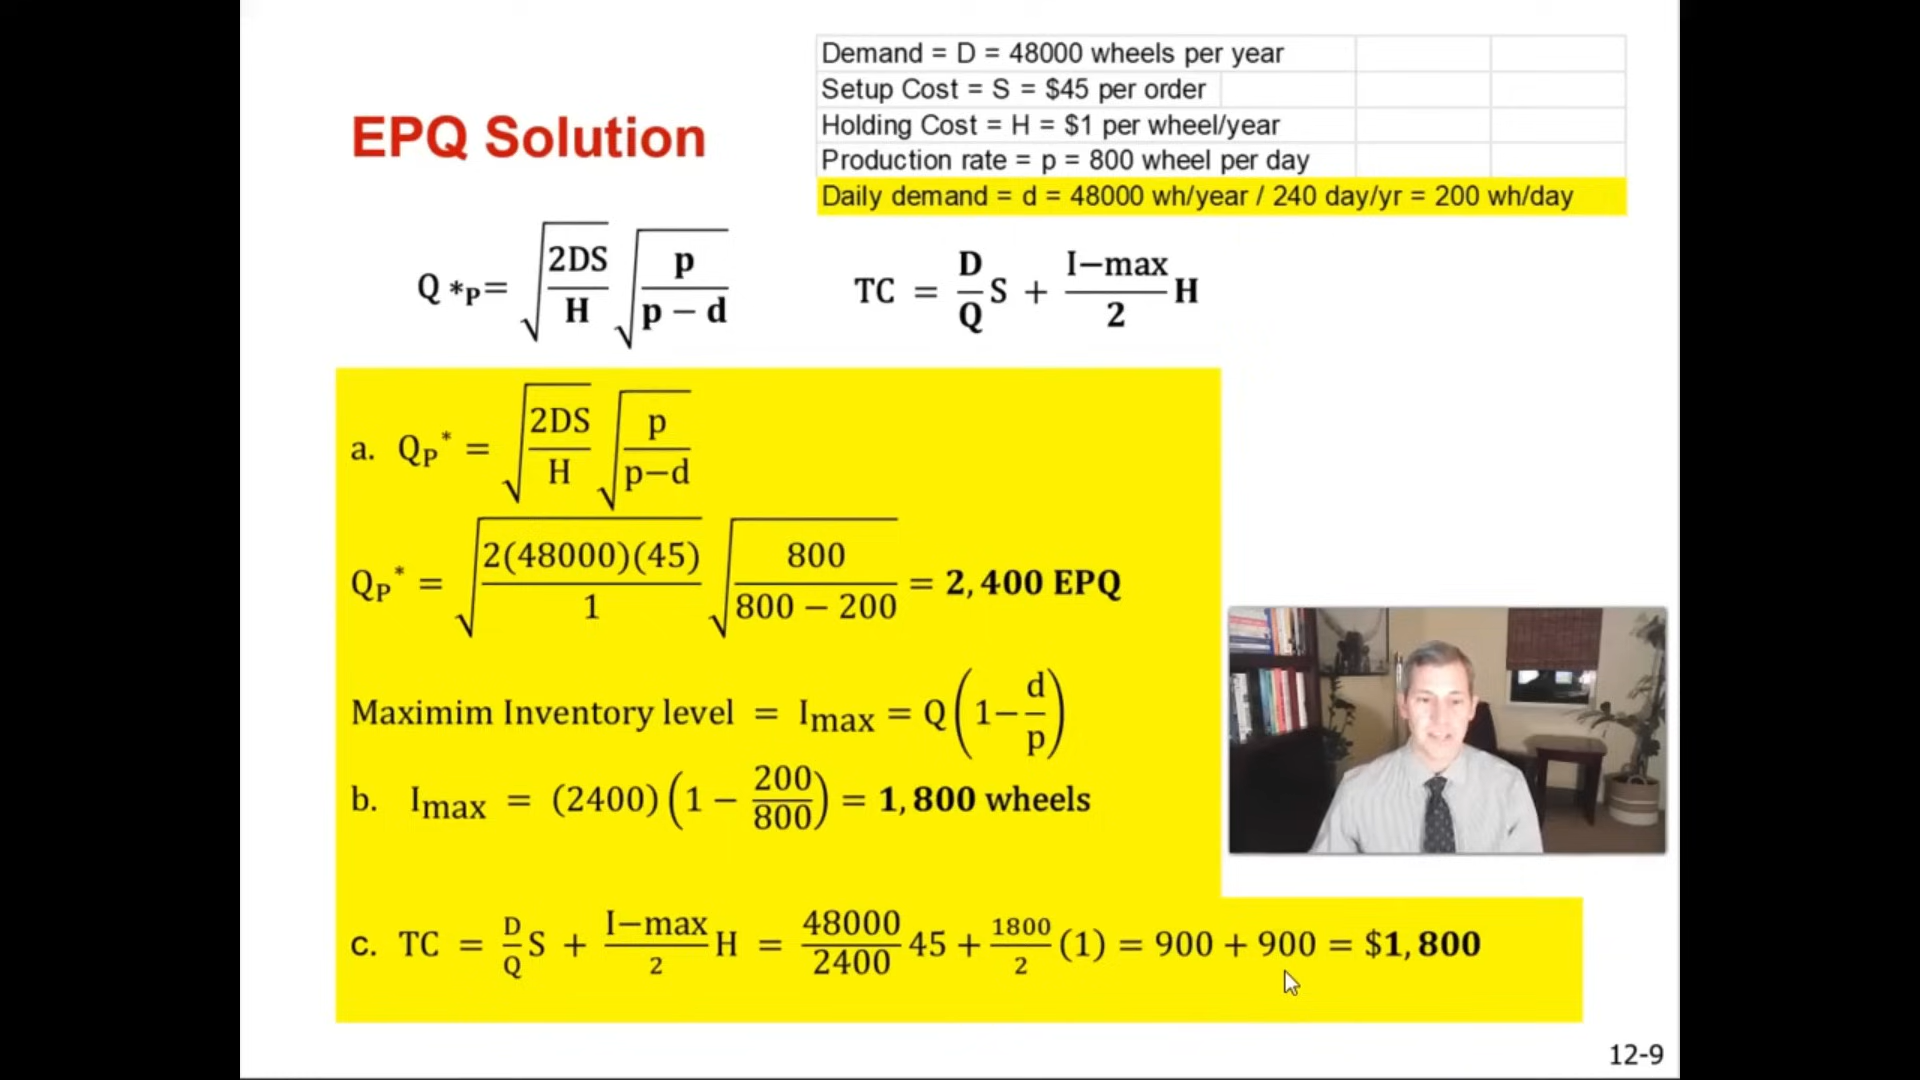 Demand = D = 48000 wheels per year
Setup Cost = S = $45 per order
Holding Cost = H = $1 per wheel/year
Production rate = p = 800 wheel per day
Daily demand = d = 48000 wh/year / 240 day/yr = 200 wh/day
EPQ Solution
Q *P= √(2DS/H) √(p/(p − d))
TC = D/Q S + I−max/2 H
a. QP* = √(2DS/H) √(p/(p−d))
QP* = √(2(48000)(45)/1) √(800/(800 − 200)) = 2,400 EPQ
Maximim Inventory level = Imax = Q(1−d/p)
b. Imax = (2400)(1 − 200/800) = 1,800 wheels
c. TC = D/Q S + I−max/2 H = 48000/2400 45 + 1800/2 (1) = 900 + 900 = $1,800
12-9